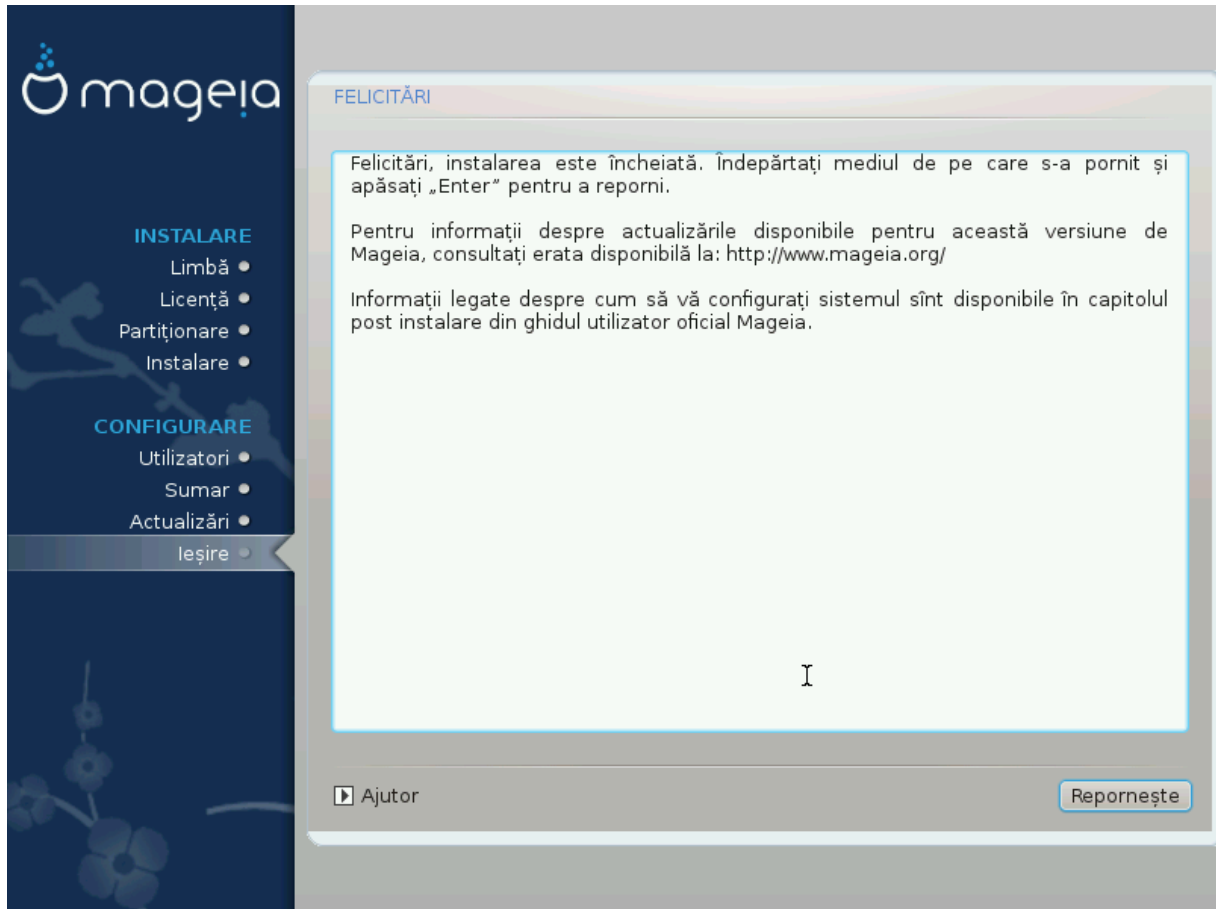 mageia
INSTALARE
Limbă
Licență
Partiționare
Instalare
CONFIGURARE
Utilizatori
Sumar
Actualizări
Ieșire
FELICITĂRI
Felicitări, instalarea este încheiată. Îndepărtați mediul de pe care s-a pornit și
apăsați „Enter” pentru a reporni.
Pentru informații despre actualizările disponibile pentru această versiune de
Mageia, consultați erata disponibilă la: http://www.mageia.org/
Informații legate despre cum să vă configurați sistemul sînt disponibile în capitolul
post instalare din ghidul utilizator oficial Mageia.
Ajutor
Repornește